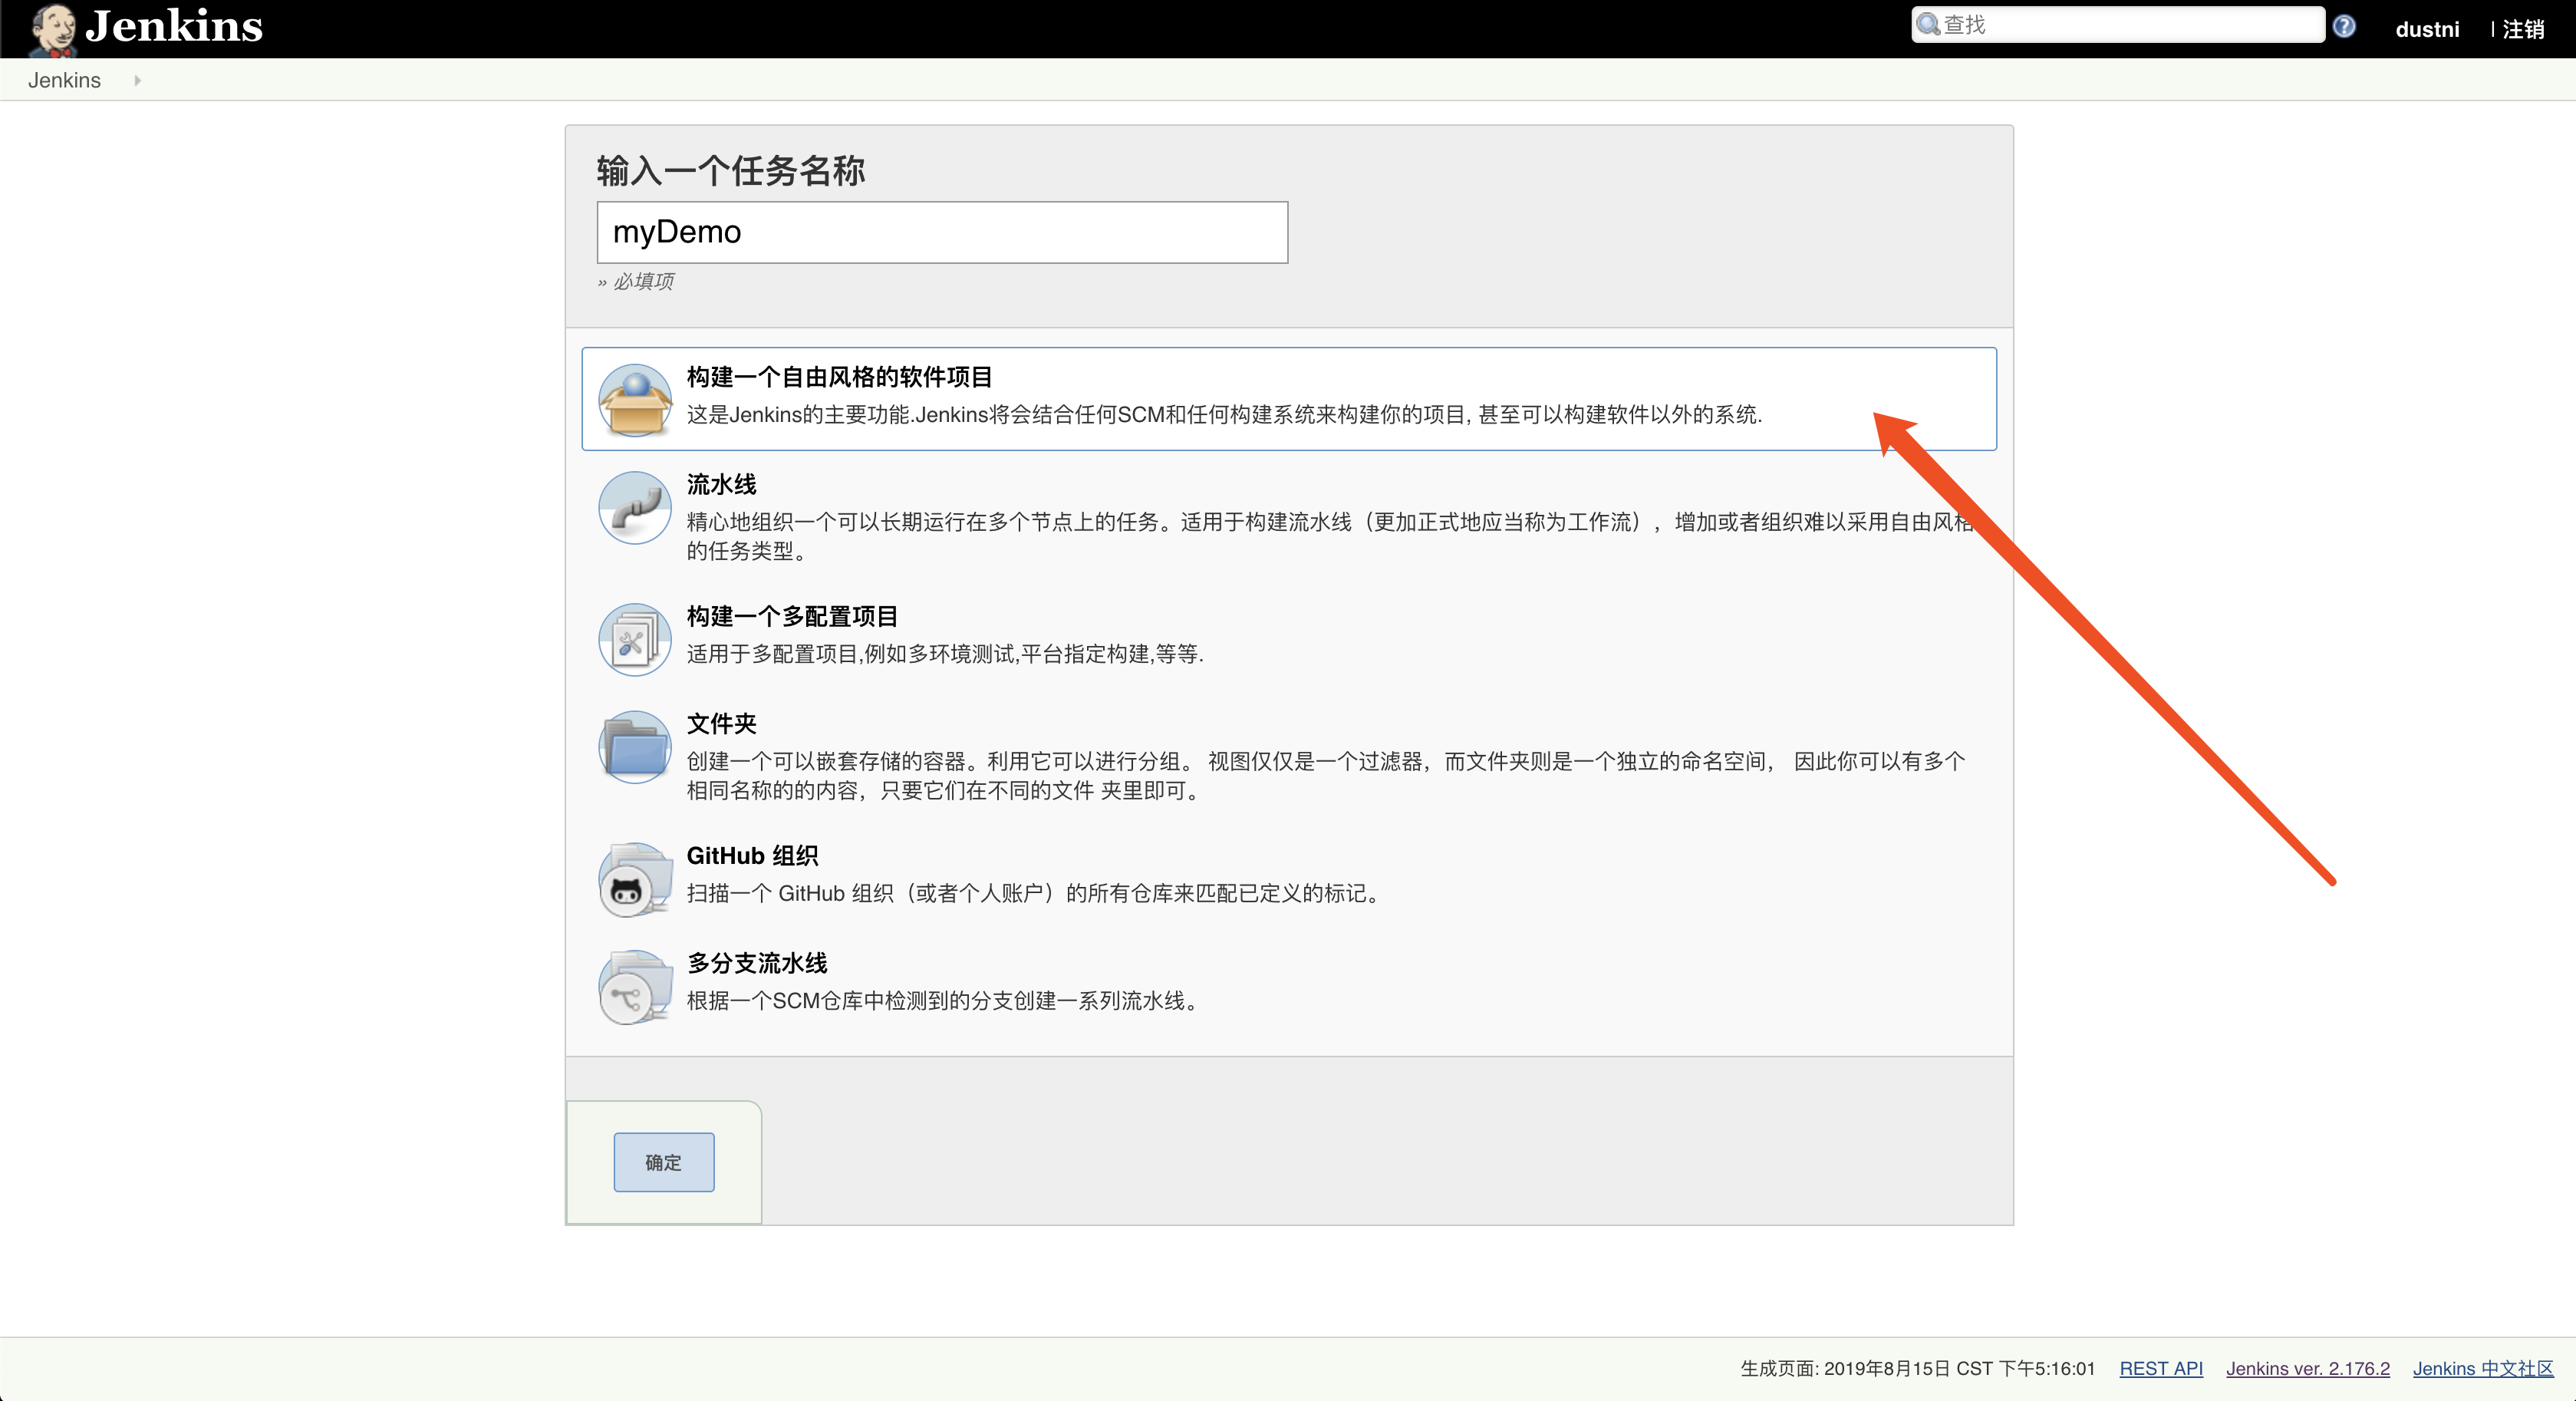 Jenkins
查找
dustni
| 注销
Jenkins
输入一个任务名称
myDemo
» 必填项
构建一个自由风格的软件项目
这是Jenkins的主要功能.Jenkins将会结合任何SCM和任何构建系统来构建你的项目, 甚至可以构建软件以外的系统.
流水线
精心地组织一个可以长期运行在多个节点上的任务。适用于构建流水线（更加正式地应当称为工作流），增加或者组织难以采用自由风格
的任务类型。
构建一个多配置项目
适用于多配置项目,例如多环境测试,平台指定构建,等等.
文件夹
创建一个可以嵌套存储的容器。利用它可以进行分组。 视图仅仅是一个过滤器，而文件夹则是一个独立的命名空间， 因此你可以有多个
相同名称的的内容，只要它们在不同的文件 夹里即可。
GitHub 组织
扫描一个 GitHub 组织（或者个人账户）的所有仓库来匹配已定义的标记。
多分支流水线
根据一个SCM仓库中检测到的分支创建一系列流水线。
确定
生成页面: 2019年8月15日 CST 下午5:16:01 REST API Jenkins ver. 2.176.2 Jenkins 中文社区